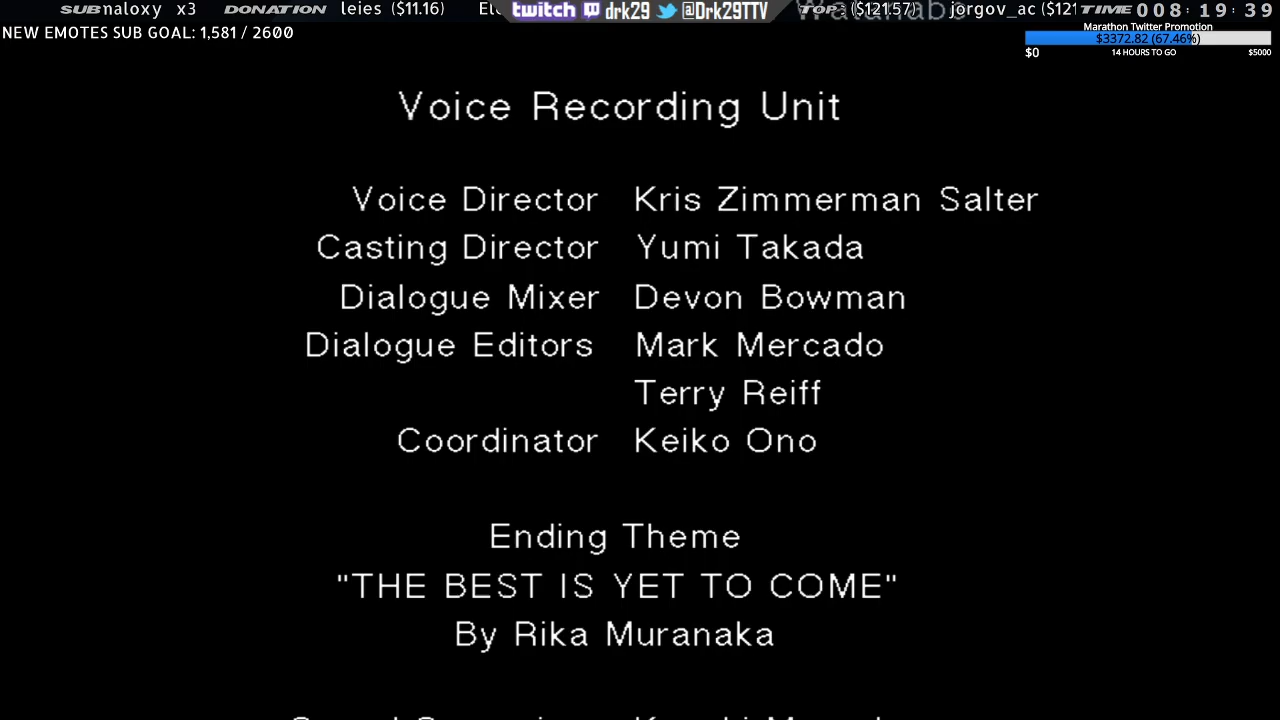 SUB naloxy x3 DONATION leies ($11.16) twitch drk29 @Drk29TTV ($121.57) jorgov_ac TIME 008:19:39
NEW EMOTES SUB GOAL: 1,581 / 2600
Marathon Twitter Promotion
$3372.82 (67.46%)
$0 14 HOURS TO GO $5000
Voice Recording Unit
Voice Director Kris Zimmerman Salter
Casting Director Yumi Takada
Dialogue Mixer Devon Bowman
Dialogue Editors Mark Mercado
Terry Reiff
Coordinator Keiko Ono
Ending Theme
"THE BEST IS YET TO COME"
By Rika Muranaka